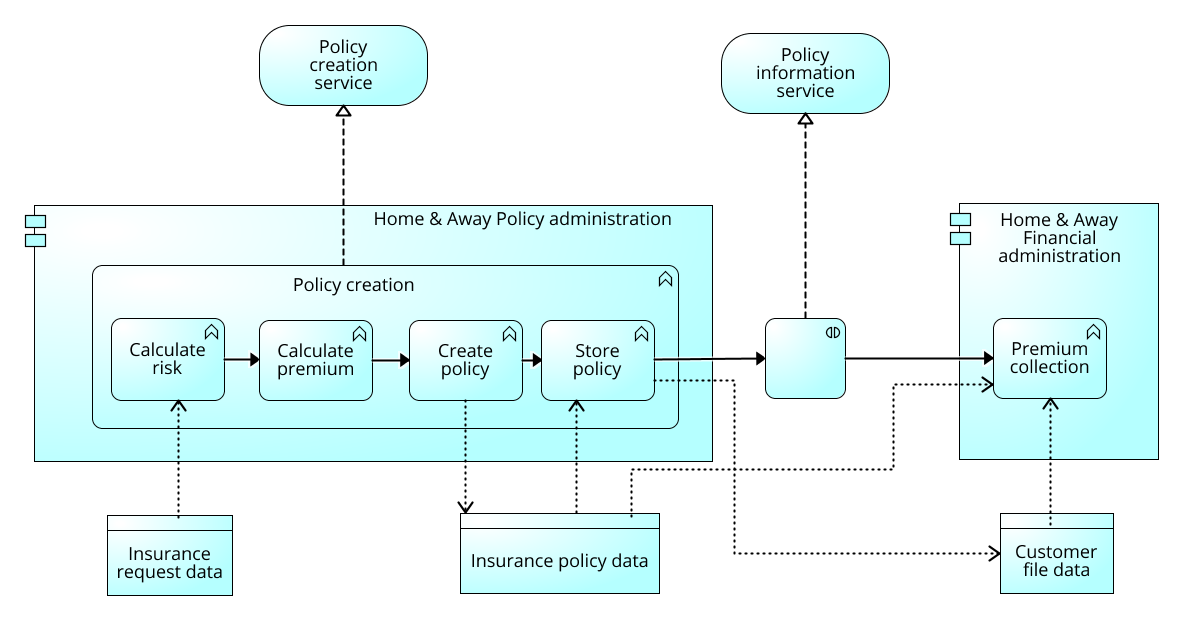 Policy
creation
service
Policy
information
service
Home & Away Policy administration
Home & Away
Financial
administration
Policy creation
Calculate
risk
Calculate
premium
Create
policy
Store
policy
Premium
collection
Insurance
request data
Insurance policy data
Customer
file data